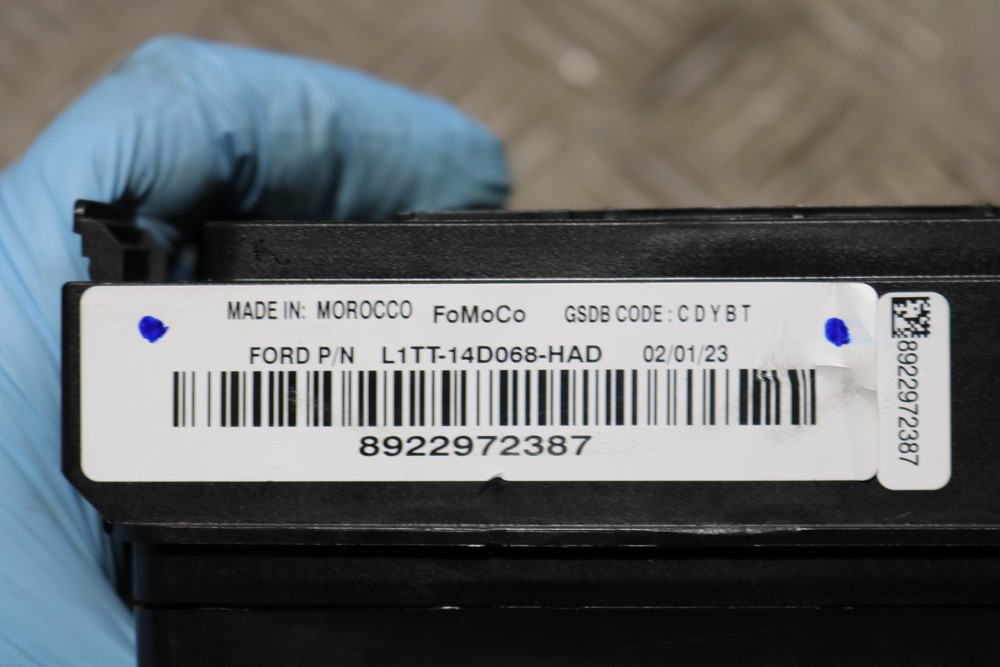 MADE IN: MOROCCO FoMoCo GSDB CODE: C D Y B T
FORD P/N L1TT-14D068-HAD 02/01/23
8922972387
8922972387